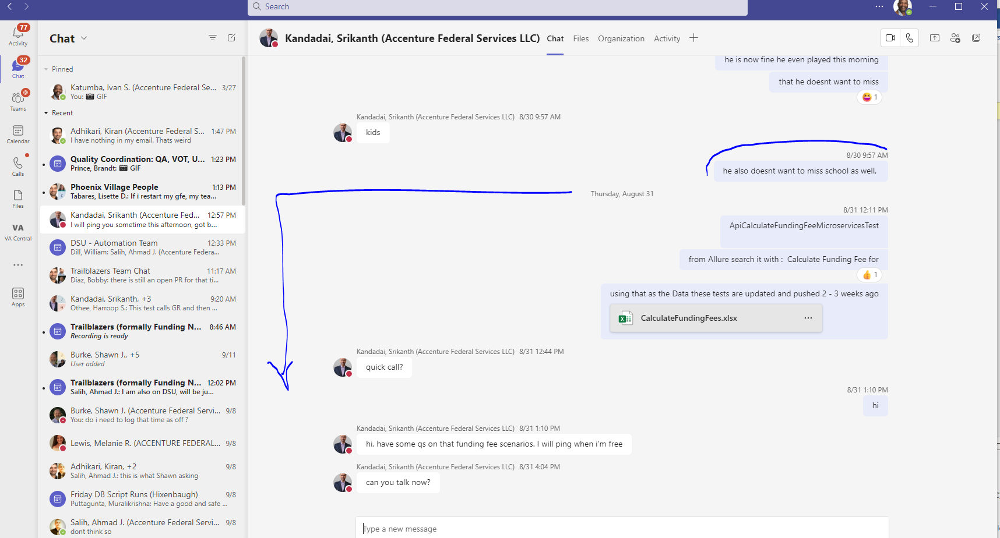 Search
77
Activity
32
Chat
@
Teams
Calendar
Calls
Files
VA
VA Central
Apps
Chat
Pinned
Katumba, Ivan S. (Accenture Federal Se... 3/27
You: GIF
Recent
Adhikari, Kiran (Accenture Federal S... 1:47 PM
I have nothing in my email. Thats weird
Quality Coordination: QA, VOT, U... 1:23 PM
Prince, Brandt: GIF
Phoenix Village People 1:13 PM
Tabares, Lisette D.: If i restart my gfe, my tea...
Kandadai, Srikanth (Accenture Fed... 12:57 PM
I will ping you sometime this afternoon, got b...
DSU - Automation Team 12:33 PM
Dill, William: Salih, Ahmad J. (Accenture Federa...
Trailblazers Team Chat 11:17 AM
Diaz, Bobby: there is still an open PR for that ti...
Kandadai, Srikanth, +3 9:20 AM
Othee, Harroop S.: This test calls GR and then ...
Trailblazers (formally Funding N... 8:46 AM
Recording is ready
Burke, Shawn J., +5 9/11
User added
Trailblazers (formally Funding N... 12:02 PM
Salih, Ahmad J.: I am also on DSU, will be ju...
Burke, Shawn J. (Accenture Federal Servi... 9/8
You: do i need to log that time as off ?
Lewis, Melanie R. (ACCENTURE FEDERAL... 9/8
Adhikari, Kiran, +2 9/8
Salih, Ahmad J.: this is what Shawn asking
Friday DB Script Runs (Hixenbaugh) 9/8
Puttagunta, Muralikrishna: Have a good and safe ...
Salih, Ahmad J. (Accenture Federal Servi... 9/8
dont think so
Kandadai, Srikanth (Accenture Federal Services LLC) Chat Files Organization Activity
he is now fine he even played this morning
that he doesnt want to miss
1
Kandadai, Srikanth (Accenture Federal Services LLC) 8/30 9:57 AM
kids
8/30 9:57 AM
he also doesnt want to miss school as well,
Thursday, August 31
8/31 12:11 PM
ApiCalculateFundingFeeMicroservicesTest
from Allure search it with : Calculate Funding Fee for
1
using that as the Data these tests are updated and pushed 2 - 3 weeks ago
CalculateFundingFees.xlsx
Kandadai, Srikanth (Accenture Federal Services LLC) 8/31 12:44 PM
quick call?
8/31 1:10 PM
hi
Kandadai, Srikanth (Accenture Federal Services LLC) 8/31 1:10 PM
hi, have some qs on that funding fee scenarios. I will ping when i'm free
Kandadai, Srikanth (Accenture Federal Services LLC) 8/31 4:04 PM
can you talk now?
Type a new message